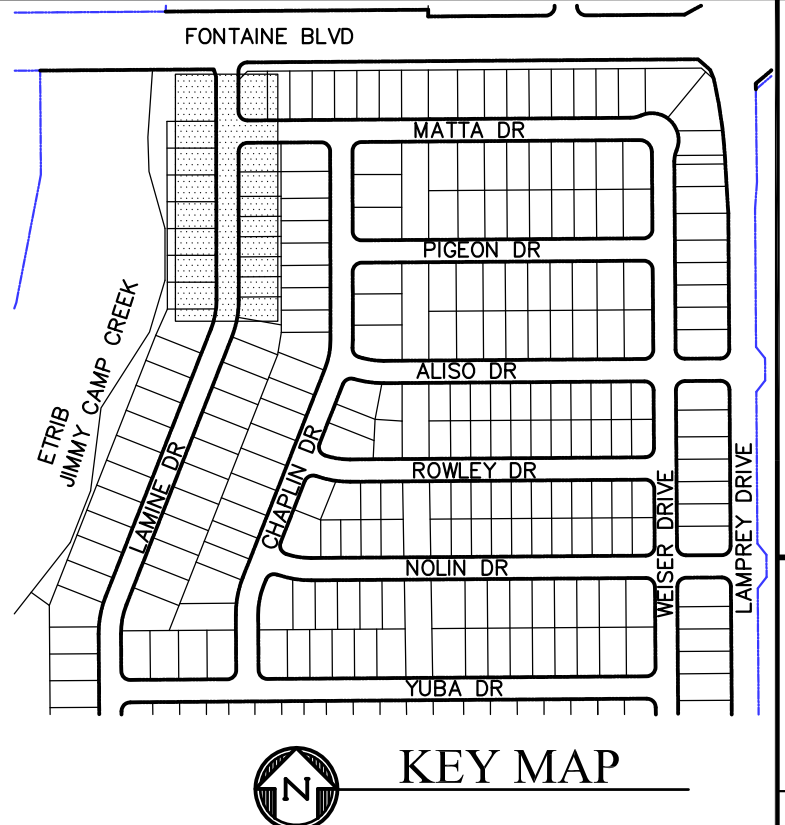 FONTAINE BLVD
MATTA DR
PIGEON DR
ETRIB
JIMMY CAMP CREEK
ALISO DR
LAMINE DR
CHAPLIN DR
ROWLEY DR
WEISER DRIVE
LAMPREY DRIVE
NOLIN DR
YUBA DR
N
KEY MAP